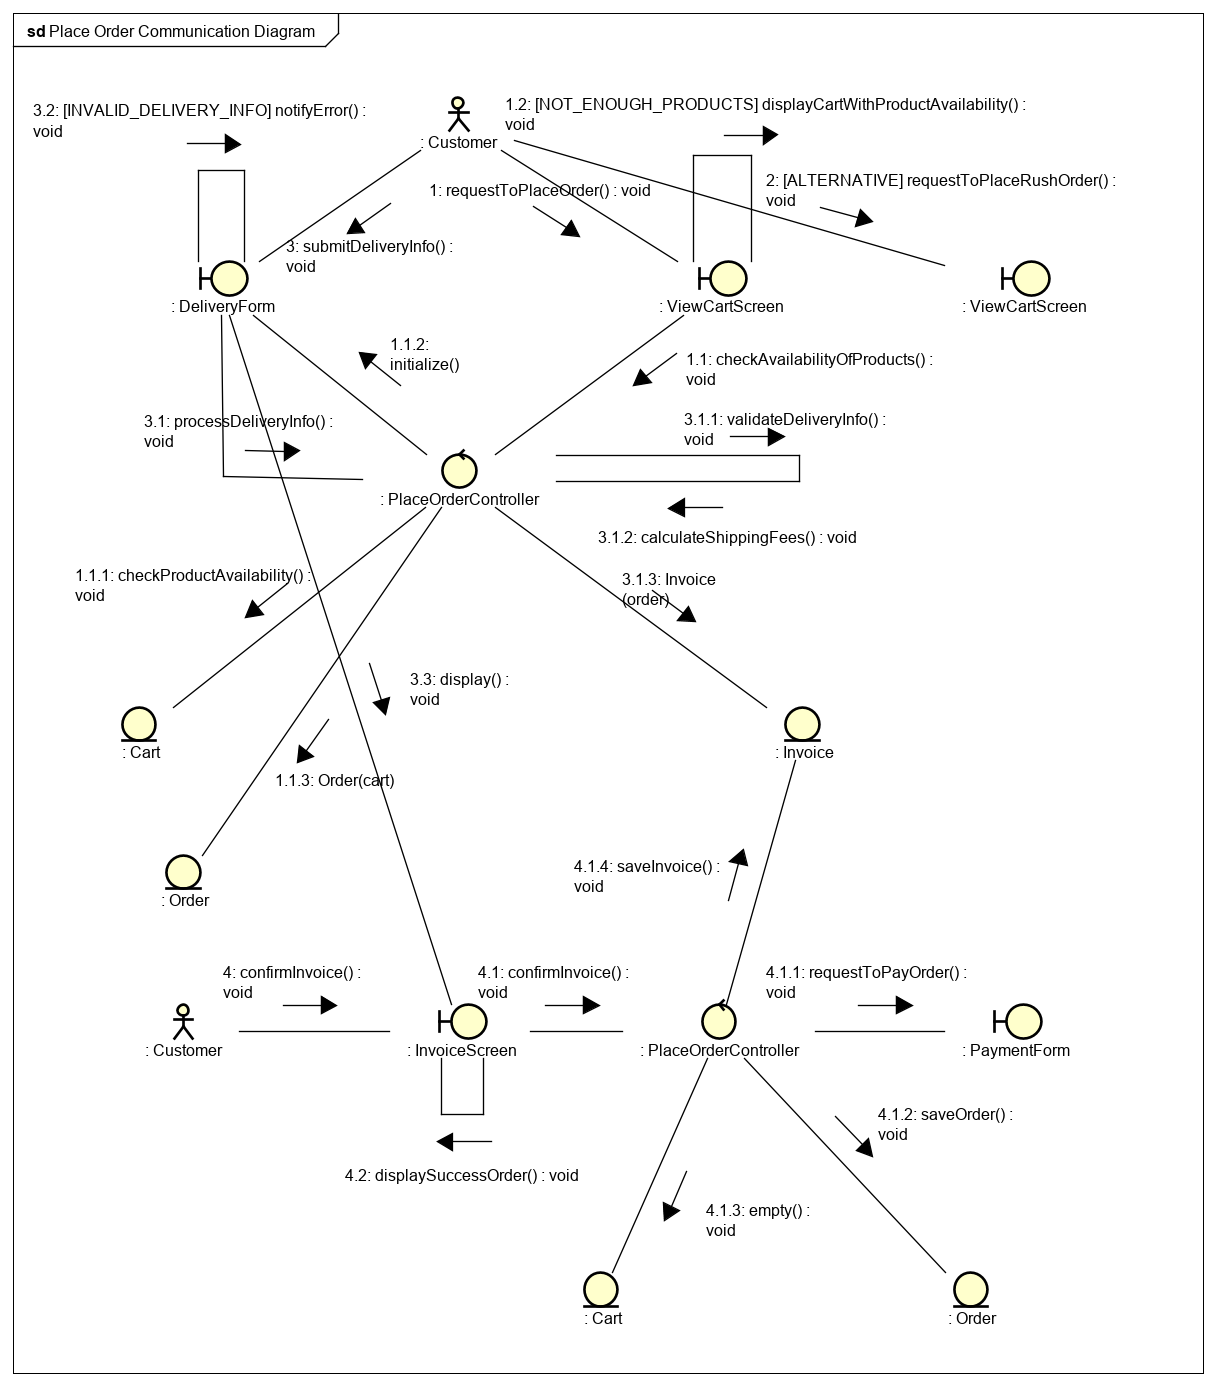 sd Place Order Communication Diagram
3.2: [INVALID_DELIVERY_INFO] notifyError() :
void
1.2: [NOT_ENOUGH_PRODUCTS] displayCartWithProductAvailability() :
void
: Customer
1: requestToPlaceOrder() : void
2: [ALTERNATIVE] requestToPlaceRushOrder() :
void
3: submitDeliveryInfo() :
void
: DeliveryForm
: ViewCartScreen
: ViewCartScreen
1.1.2:
initialize()
1.1: checkAvailabilityOfProducts() :
void
3.1: processDeliveryInfo() :
void
3.1.1: validateDeliveryInfo() :
void
: PlaceOrderController
3.1.2: calculateShippingFees() : void
1.1.1: checkProductAvailability() :
void
3.1.3: Invoice
(order)
3.3: display() :
void
: Cart
: Invoice
1.1.3: Order(cart)
4.1.4: saveInvoice() :
void
: Order
4: confirmInvoice() :
void
4.1: confirmInvoice() :
void
4.1.1: requestToPayOrder() :
void
: Customer
: InvoiceScreen
: PlaceOrderController
: PaymentForm
4.1.2: saveOrder() :
void
4.2: displaySuccessOrder() : void
4.1.3: empty() :
void
: Cart
: Order